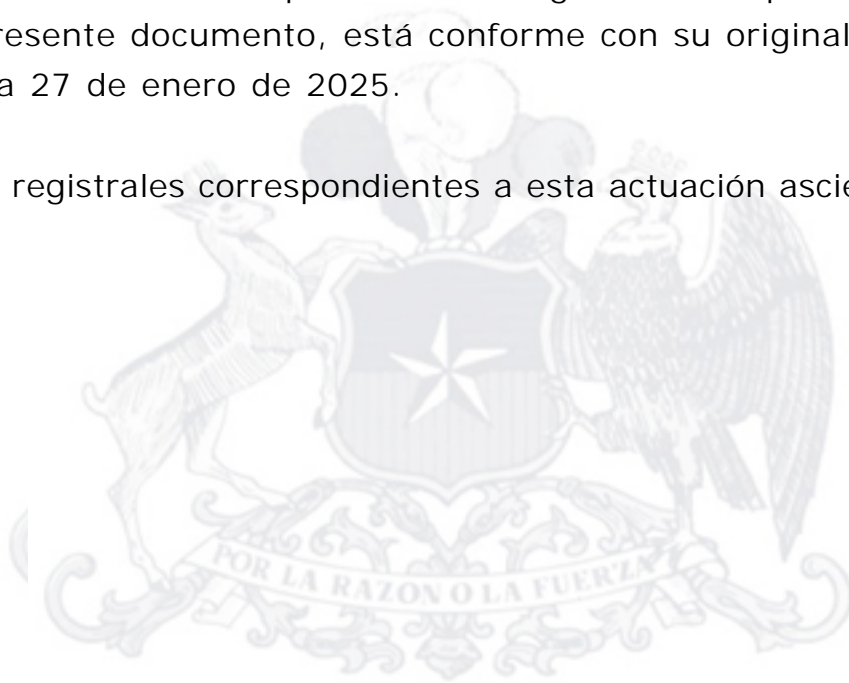 resente documento, está conforme con su original
a 27 de enero de 2025.
registrales correspondientes a esta actuación ascie
POR LA RAZON O LA FUERZA